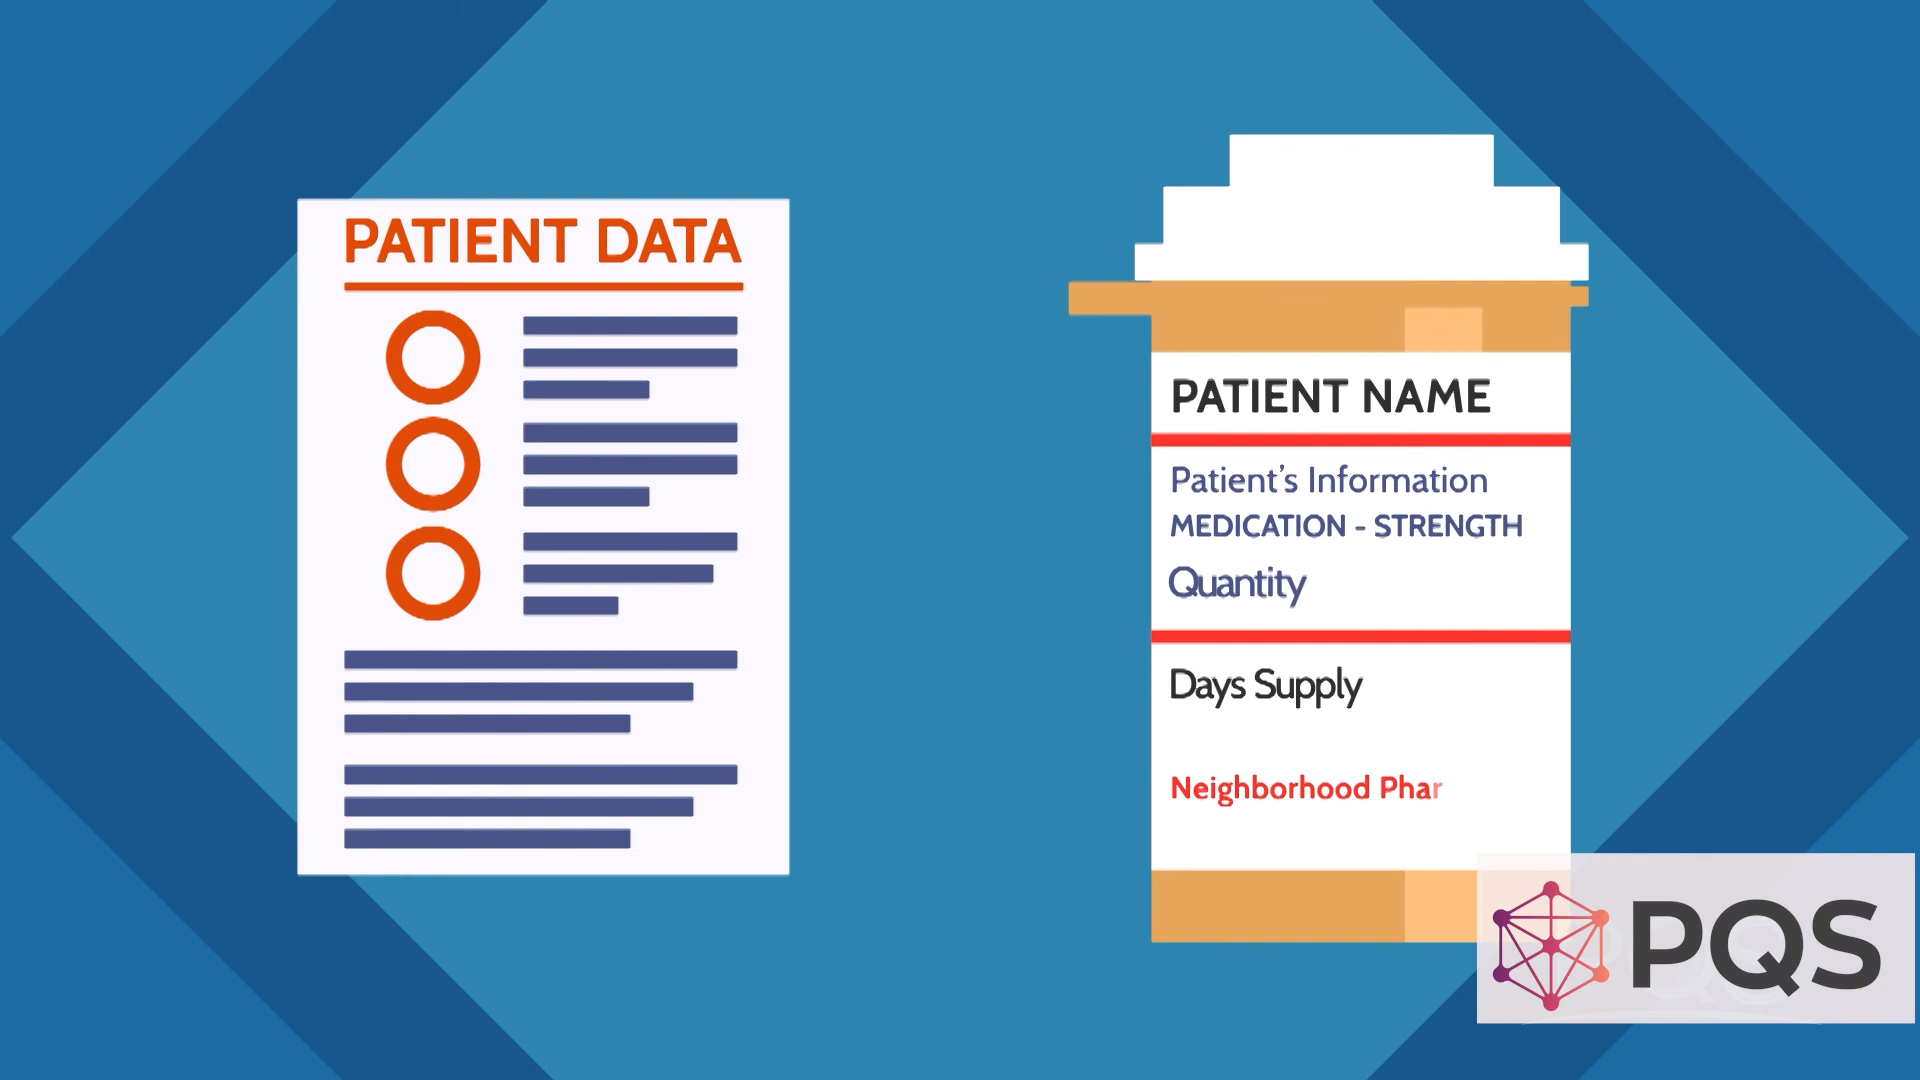 PATIENT DATA
PATIENT NAME
Patient's Information
MEDICATION - STRENGTH
Quantity
Days Supply
Neighborhood Phar
PQS